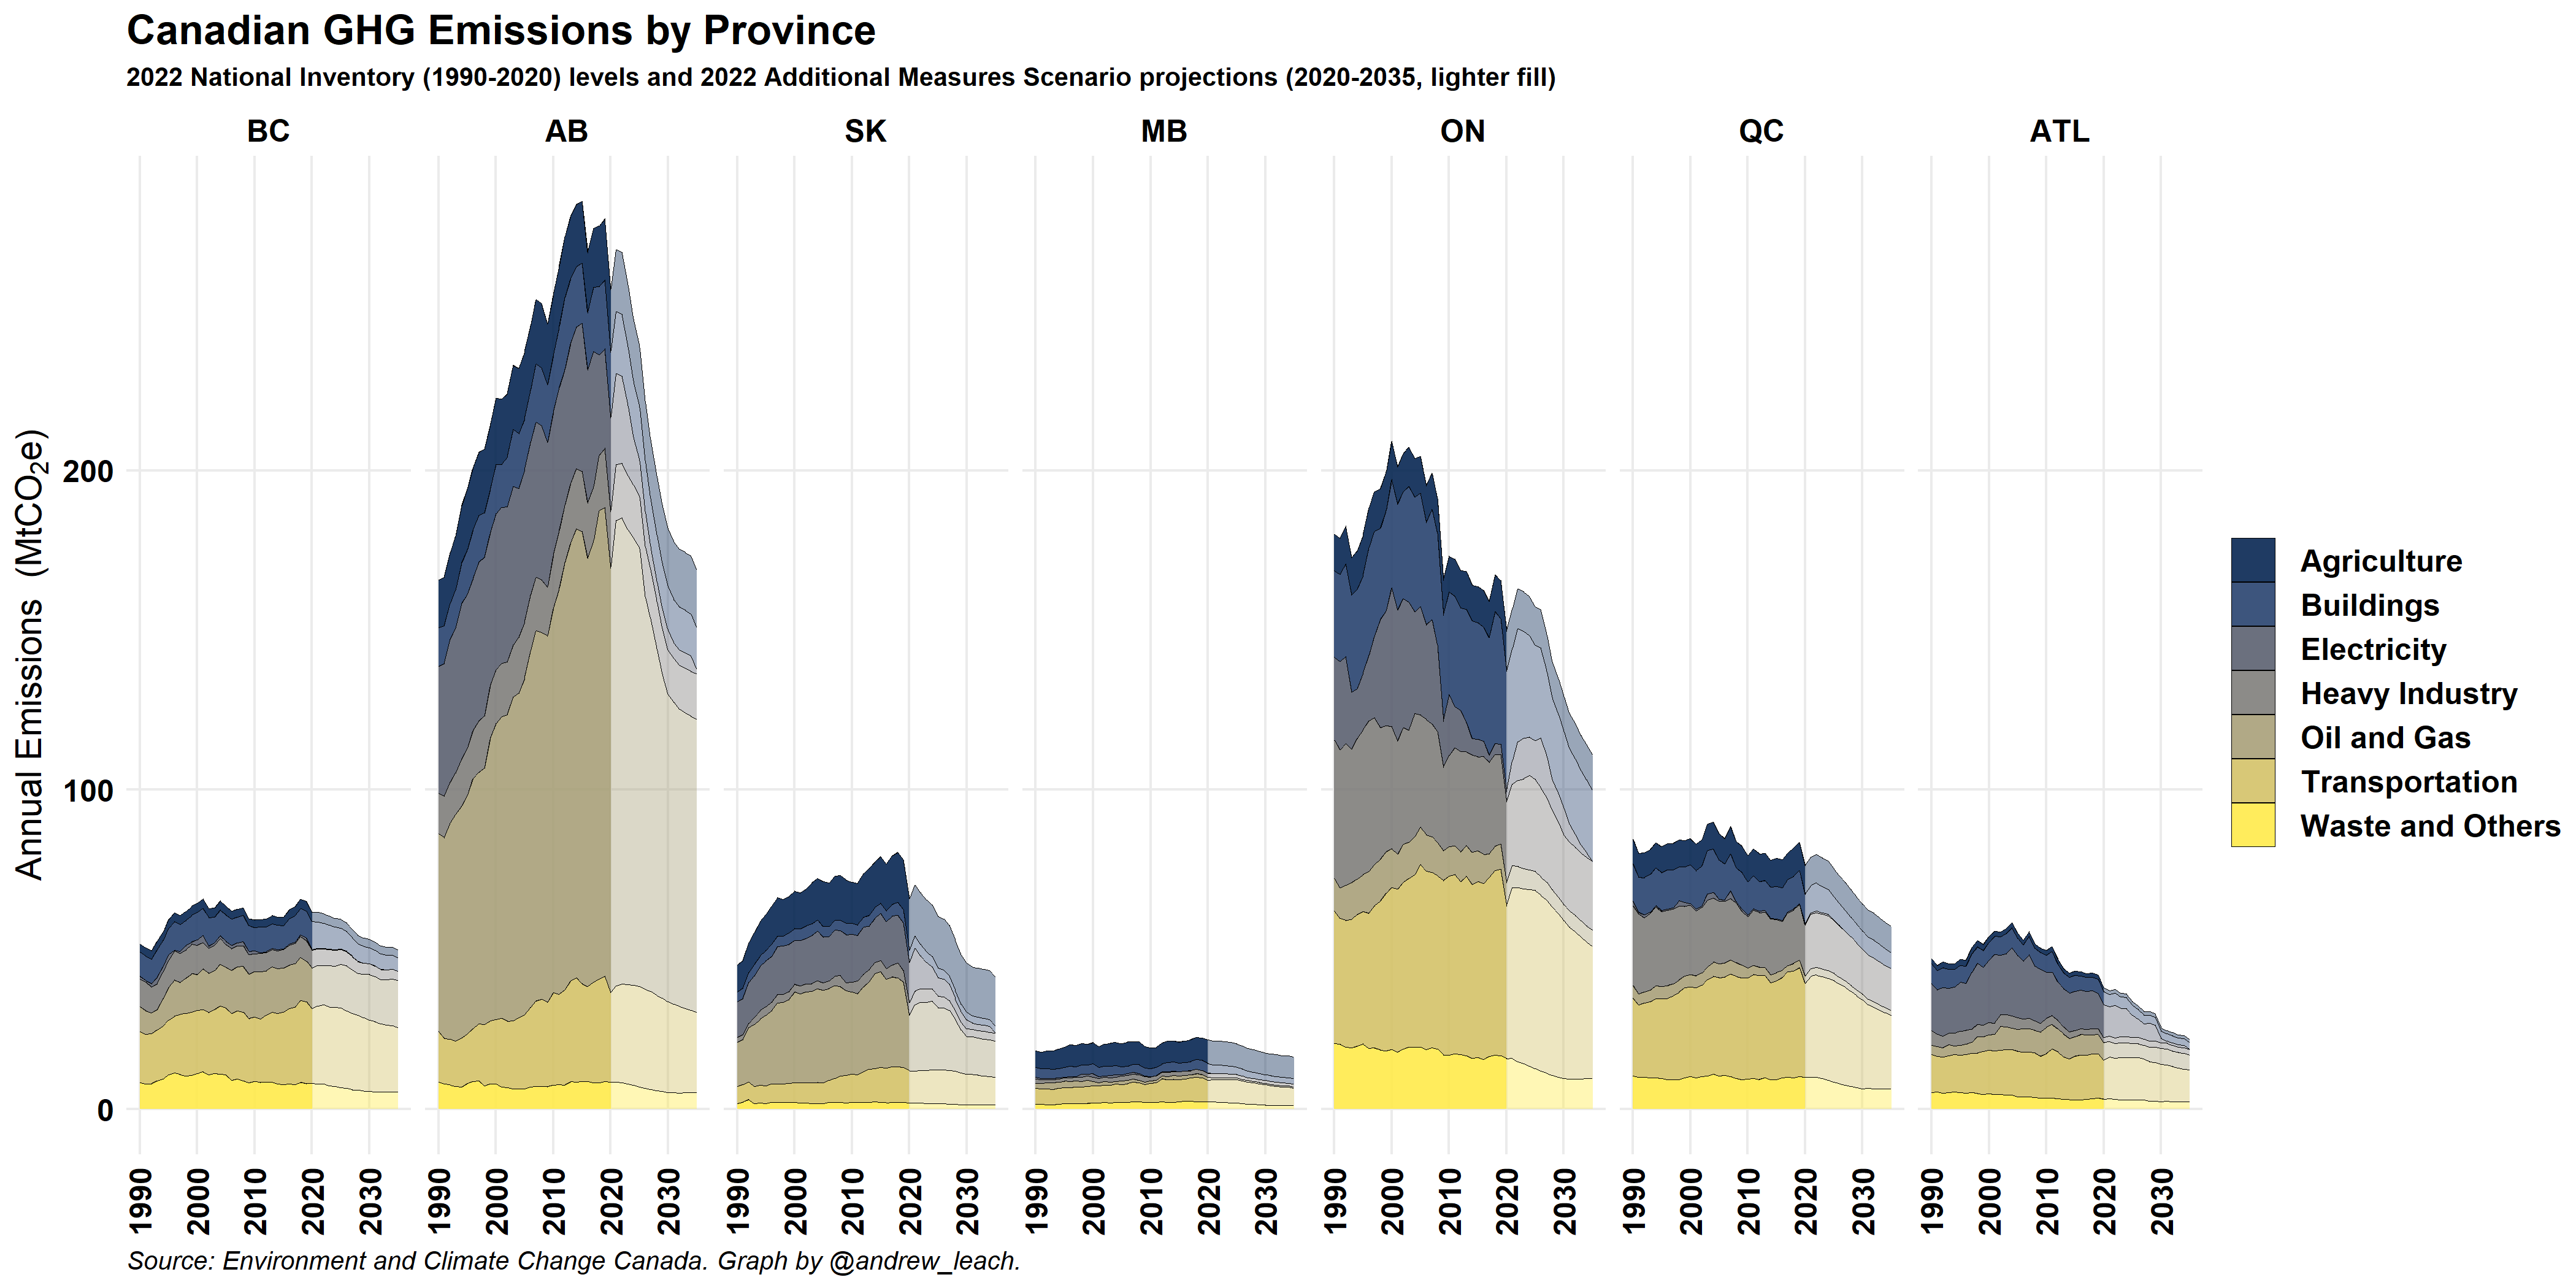 Canadian GHG Emissions by Province
2022 National Inventory (1990-2020) levels and 2022 Additional Measures Scenario projections (2020-2035, lighter fill)
BC AB SK MB ON QC ATL
Annual Emissions (MtCO₂e)
200
100
0
1990 2000 2010 2020 2030 1990 2000 2010 2020 2030 1990 2000 2010 2020 2030 1990 2000 2010 2020 2030 1990 2000 2010 2020 2030 1990 2000 2010 2020 2030 1990 2000 2010 2020 2030
Agriculture
Buildings
Electricity
Heavy Industry
Oil and Gas
Transportation
Waste and Others
Source: Environment and Climate Change Canada. Graph by @andrew_leach.